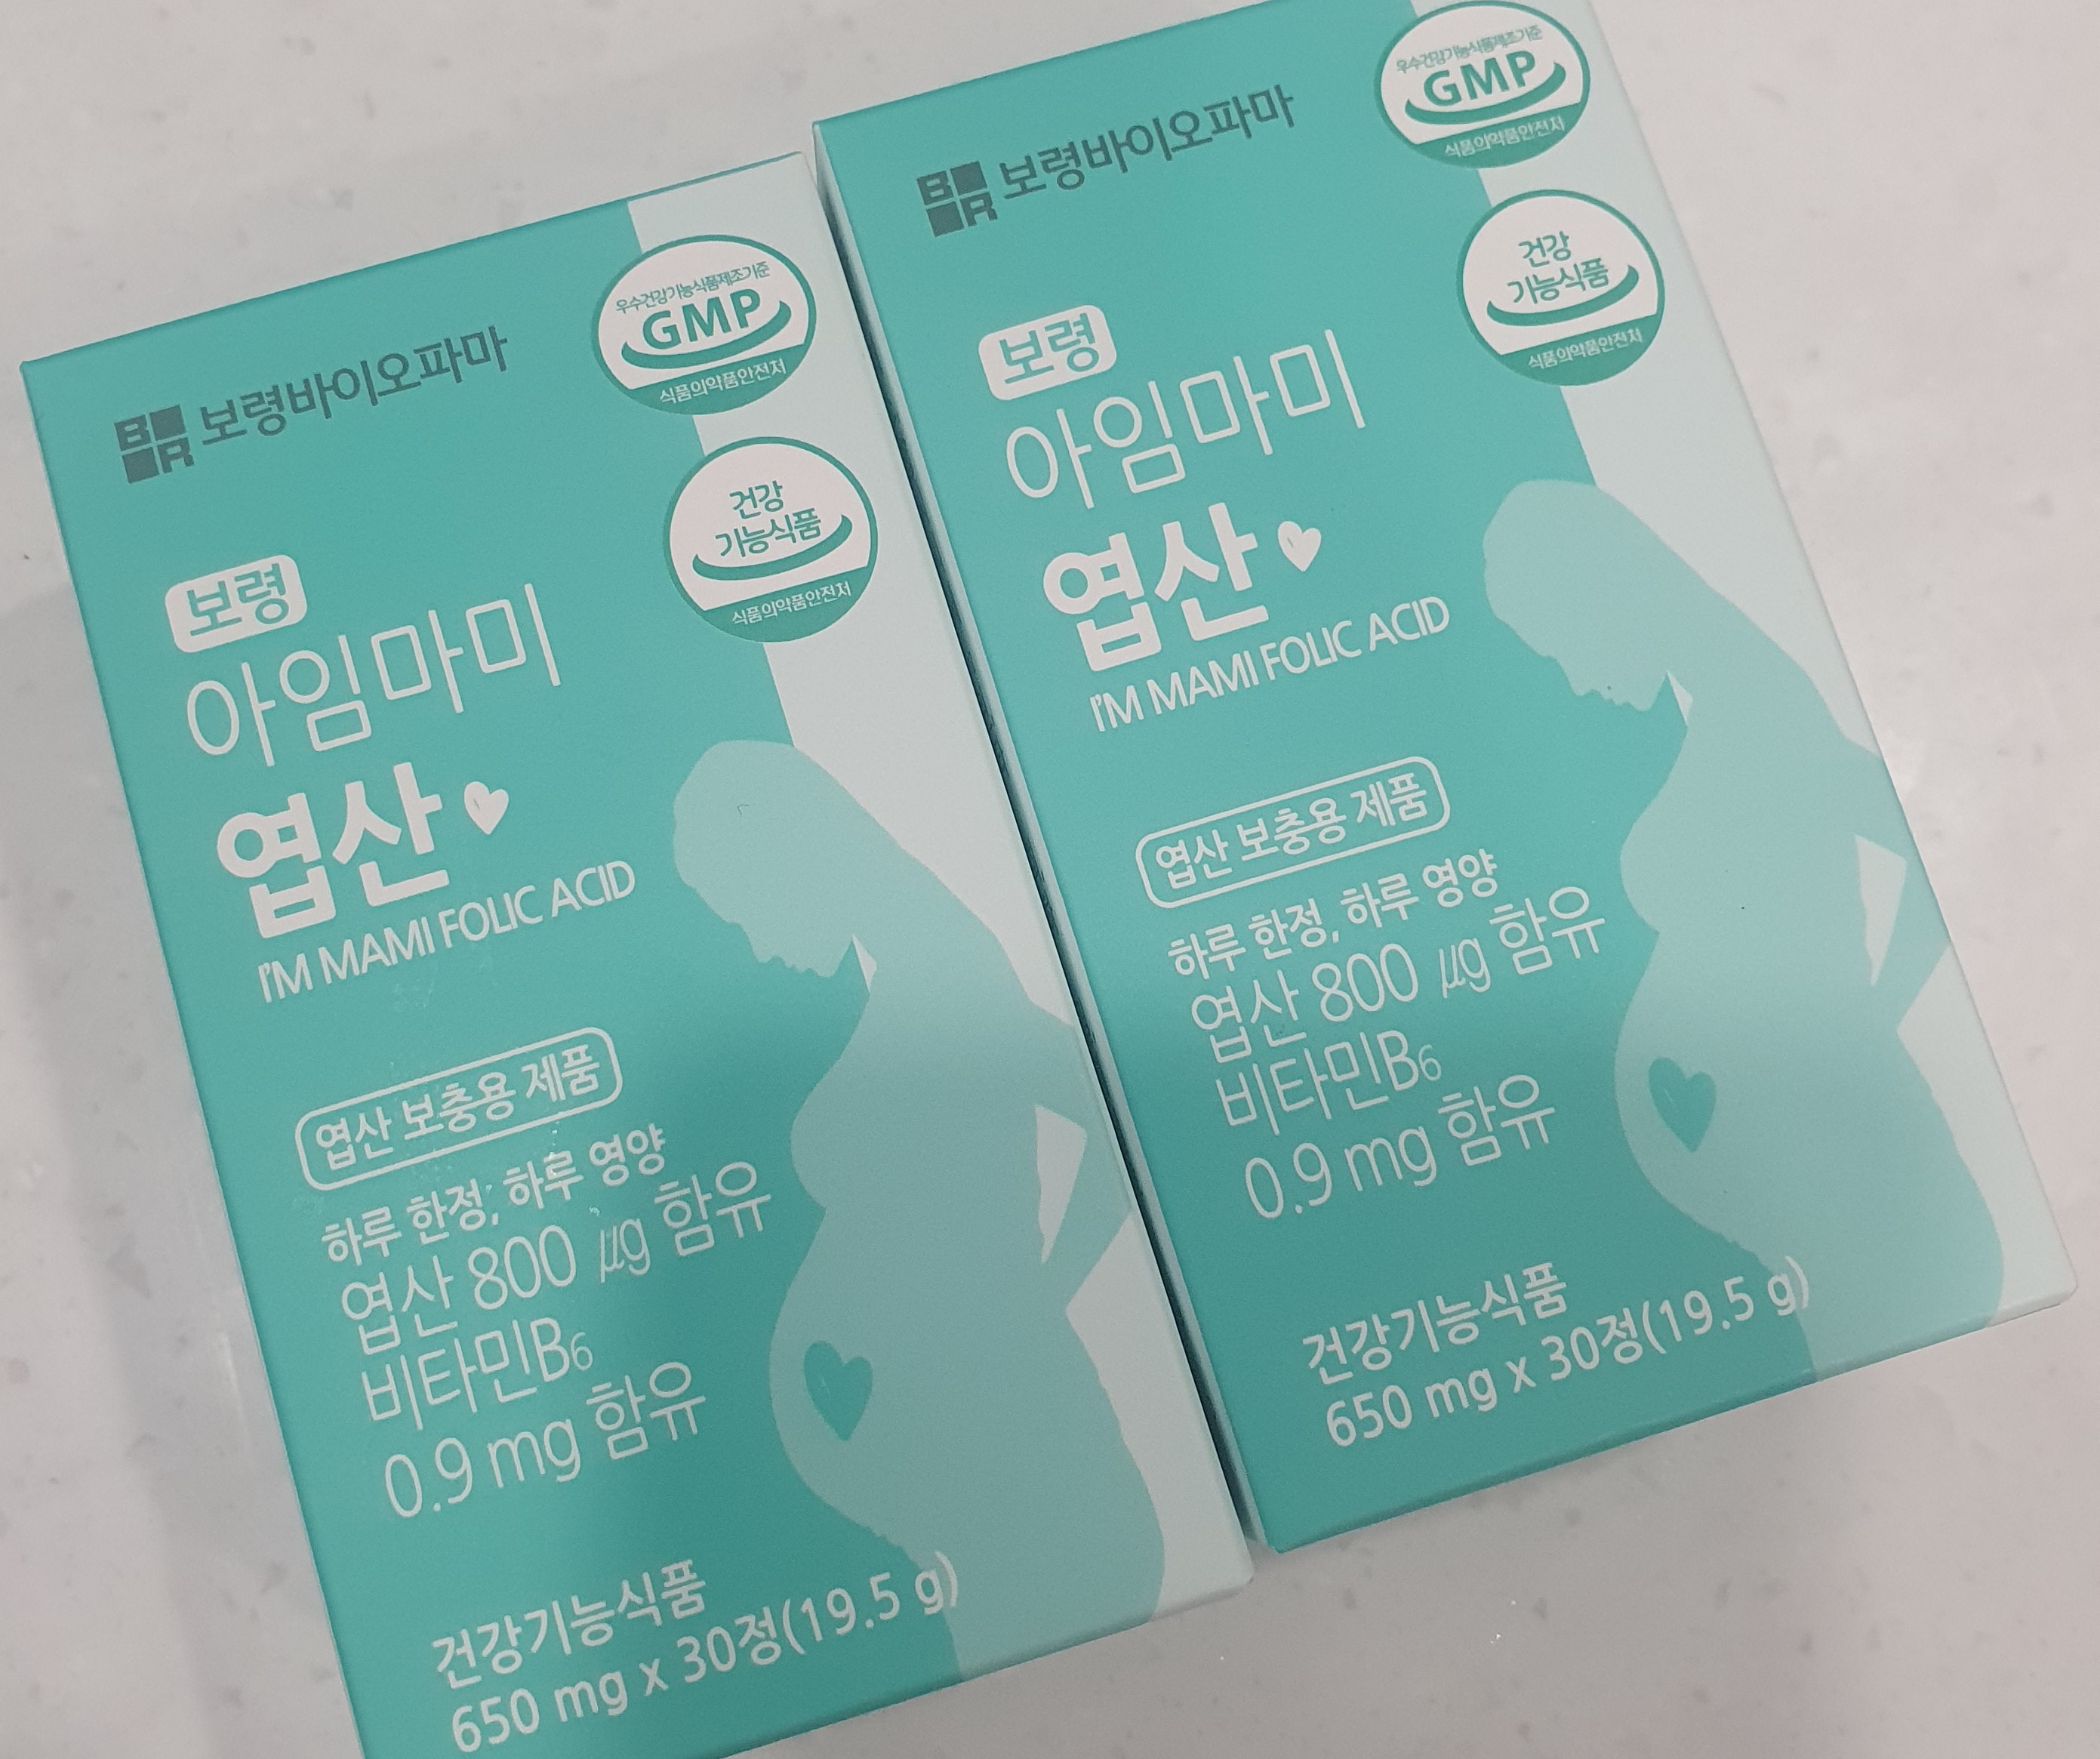 BR 보령바이오파마
우수건강기능식품제조기준
GMP
식품의약품안전처
건강
기능식품
식품의약품안전처
보령
아임마미
엽산
I'M MAMI FOLIC ACID
엽산 보충용 제품
하루 한정, 하루 영양
엽산 800 ㎍ 함유
비타민B6
0.9 mg 함유
건강기능식품
650 mg x 30정(19.5 g)
BR 보령바이오파마
우수건강기능식품제조기준
GMP
식품의약품안전처
건강
기능식품
식품의약품안전처
보령
아임마미
엽산
I'M MAMI FOLIC ACID
엽산 보충용 제품
하루 한정, 하루 영양
엽산 800 ㎍ 함유
비타민B6
0.9 mg 함유
건강기능식품
650 mg x 30정(19.5 g)